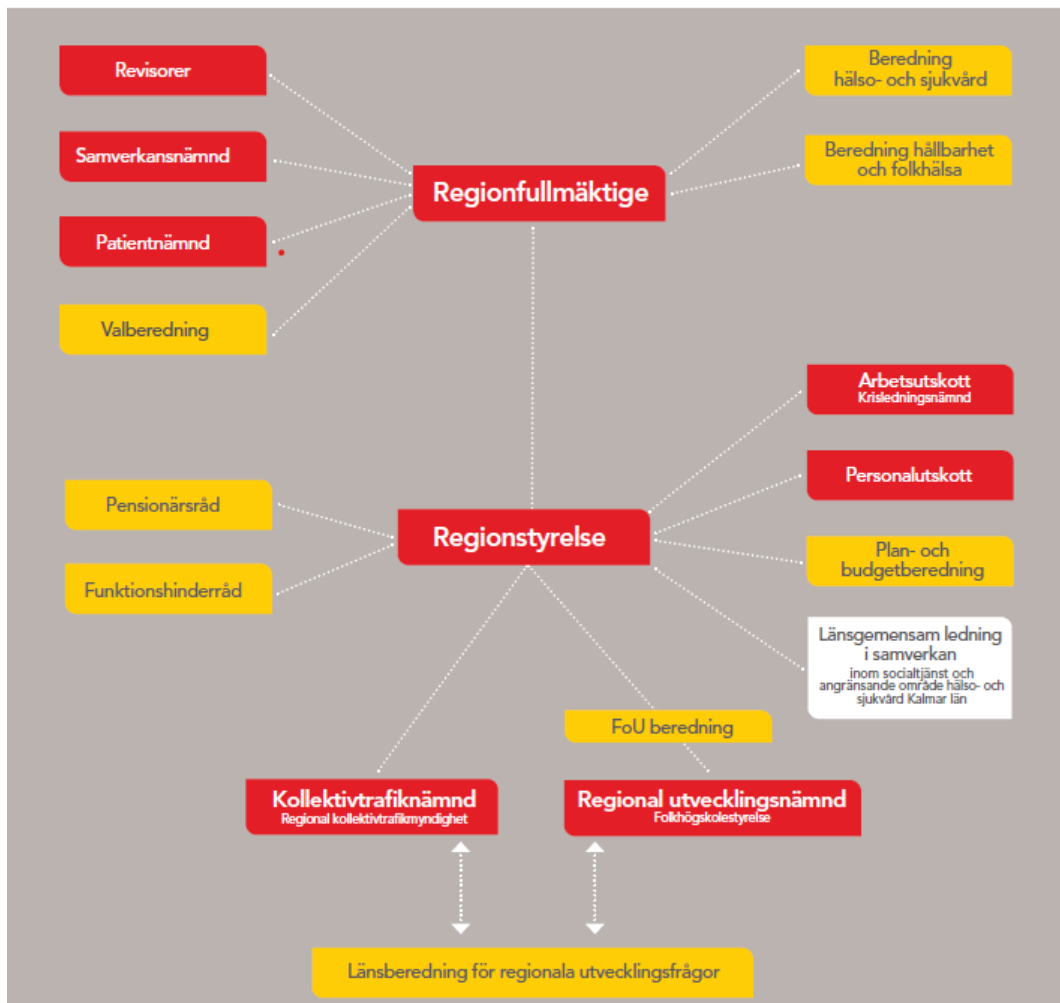 Revisorer
Samverkansnämnd
Patientnämnd
Valberedning
Beredning
hälso- och sjukvård
Beredning hållbarhet
och folkhälsa
Regionfullmäktige
Arbetsutskott
Krisledningsnämnd
Personalutskott
Plan- och
budgetberedning
Länsgemensam ledning
i samverkan
inom socialtjänst och
angränsande område hälso- och
sjukvård Kalmar län
Pensionärsråd
Funktionshinderråd
Regionstyrelse
FoU beredning
Kollektivtrafiknämnd
Regional kollektivtrafikmyndighet
Regional utvecklingsnämnd
Folkhögskolestyrelse
Länsberedning för regionala utvecklingsfrågor